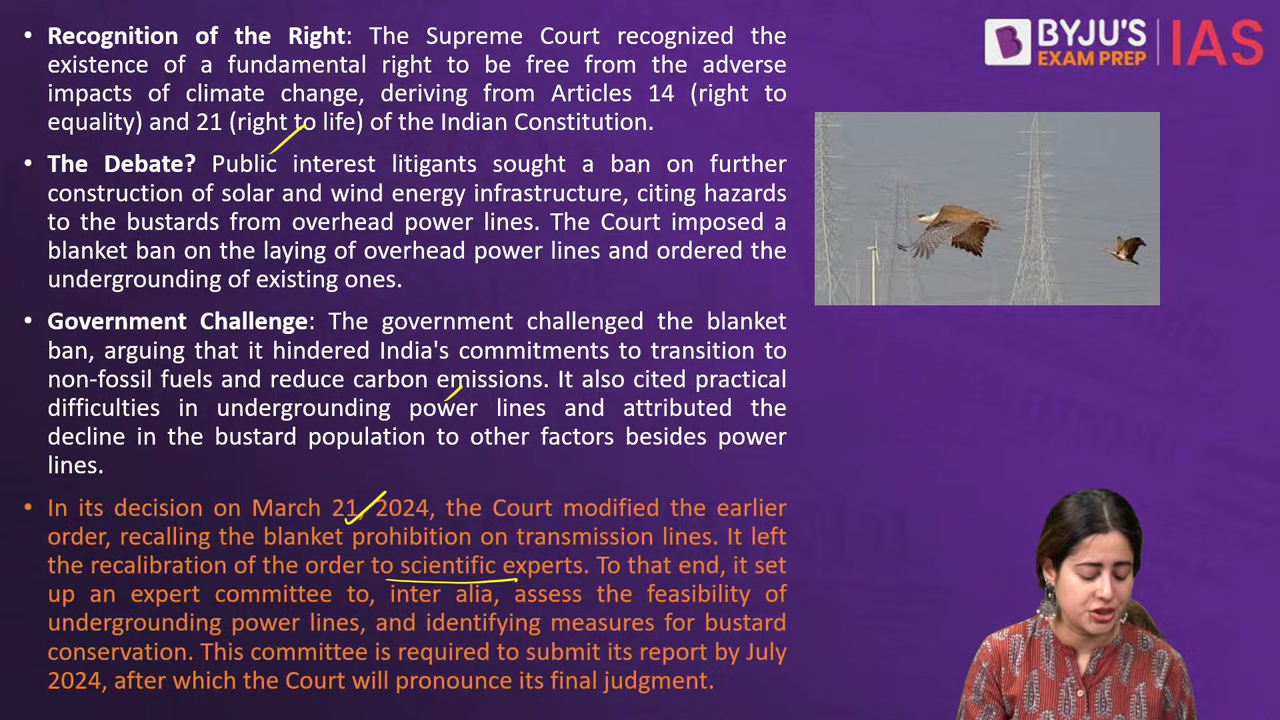 • Recognition of the Right: The Supreme Court recognized the
existence of a fundamental right to be free from the adverse
impacts of climate change, deriving from Articles 14 (right to
equality) and 21 (right to life) of the Indian Constitution.
• The Debate? Public interest litigants sought a ban on further
construction of solar and wind energy infrastructure, citing hazards
to the bustards from overhead power lines. The Court imposed a
blanket ban on the laying of overhead power lines and ordered the
undergrounding of existing ones.
• Government Challenge: The government challenged the blanket
ban, arguing that it hindered India's commitments to transition to
non-fossil fuels and reduce carbon emissions. It also cited practical
difficulties in undergrounding power lines and attributed the
decline in the bustard population to other factors besides power
lines.
• In its decision on March 21, 2024, the Court modified the earlier
order, recalling the blanket prohibition on transmission lines. It left
the recalibration of the order to scientific experts. To that end, it set
up an expert committee to, inter alia, assess the feasibility of
undergrounding power lines, and identifying measures for bustard
conservation. This committee is required to submit its report by July
2024, after which the Court will pronounce its final judgment.
BYJU'S
EXAM PREP
IAS